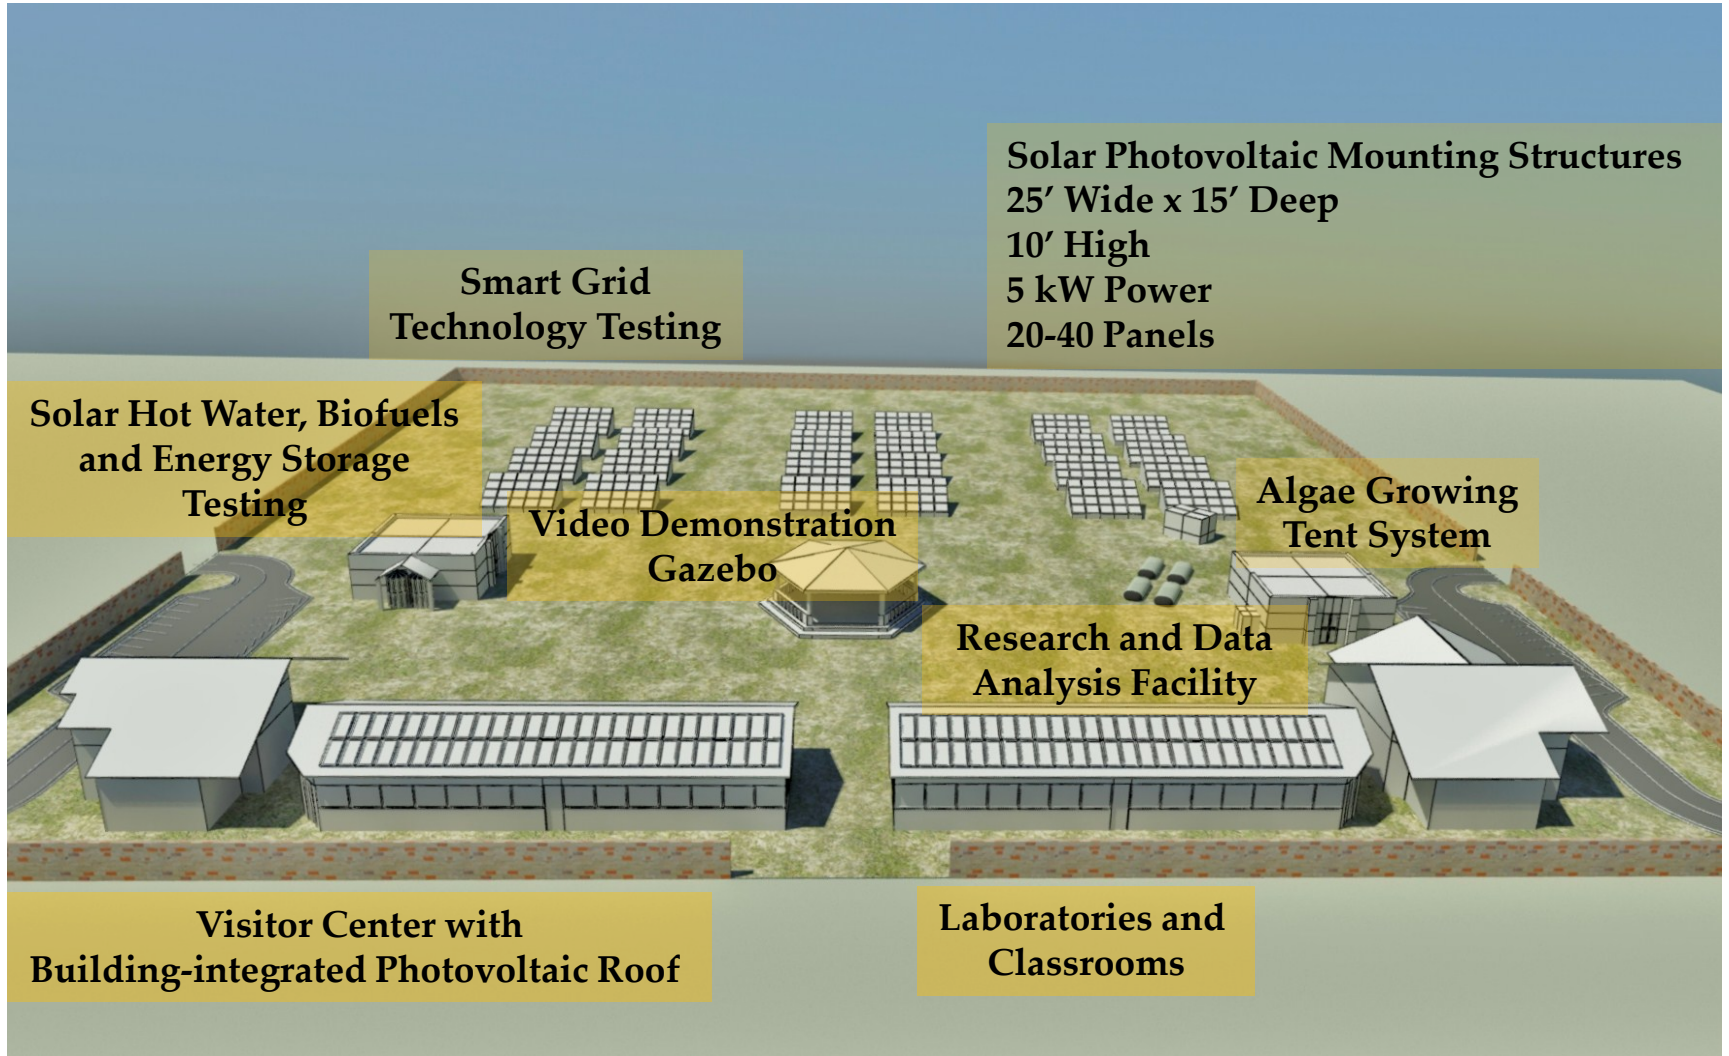 Solar Photovoltaic Mounting Structures
25’ Wide x 15’ Deep
10’ High
5 kW Power
20-40 Panels
Smart Grid
Technology Testing
Solar Hot Water, Biofuels
and Energy Storage
Testing
Video Demonstration
Gazebo
Algae Growing
Tent System
Research and Data
Analysis Facility
Visitor Center with
Building-integrated Photovoltaic Roof
Laboratories and
Classrooms